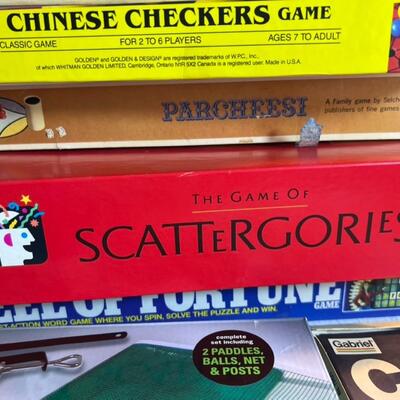 CHINESE CHECKERS GAME
CLASSIC GAME FOR 2 TO 6 PLAYERS AGES 7 TO ADULT
GOLDEN® and GOLDEN & DESIGN® are registered trademarks of W.P.C., Inc.,
of which WHITMAN GOLDEN LIMITED, Cambridge, Ontario N1R 5X2 Canada is a registered user. Made in U.S.A.
PARCHEESI
A Family game by Selch
publishers of fine games
THE GAME OF
SCATTERGORIES
EEL OF FORTUNE GAME
ST-ACTION WORD GAME WHERE YOU SPIN, SOLVE THE PUZZLE AND WIN.
complete
set including
2 PADDLES,
BALLS, NET
& POSTS
Gabriel
C